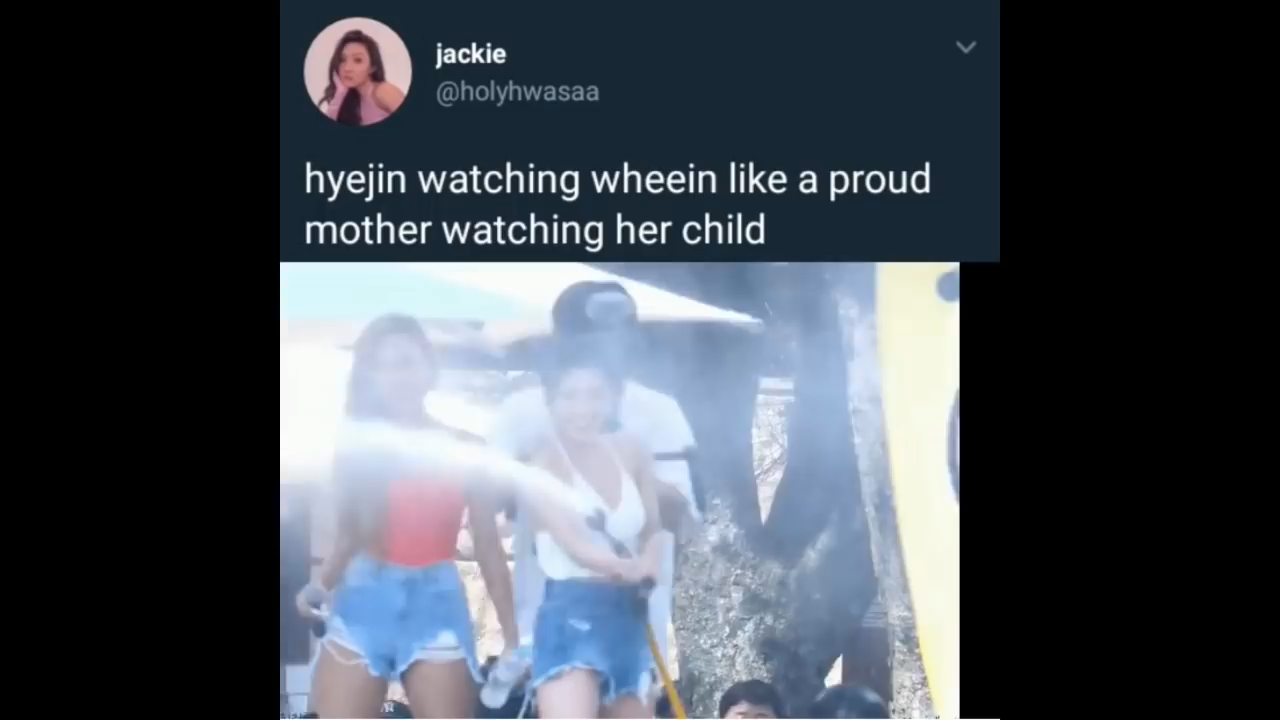 jackie
@holyhwasaa
hyejin watching wheein like a proud
mother watching her child